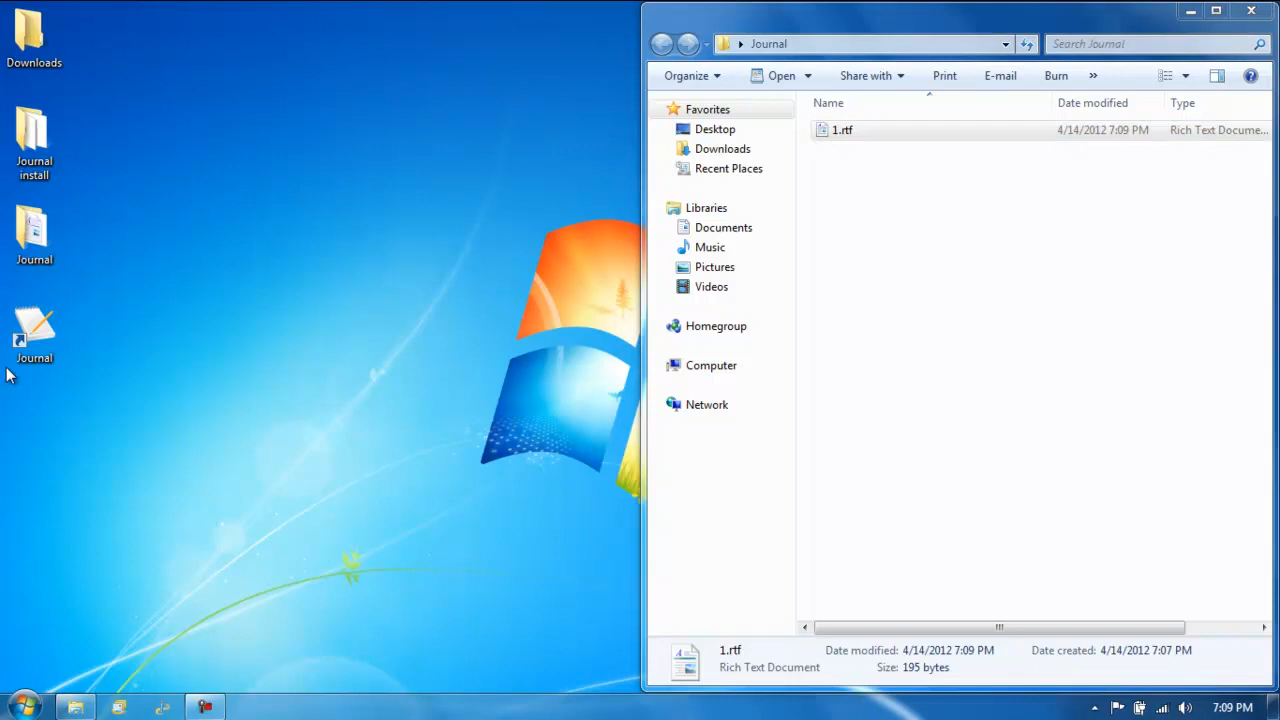 Downloads
Journal
install
Journal
Journal
Journal
Search Journal
Organize
Open
Share with
Print
E-mail
Burn
»
Name
Date modified
Type
Favorites
1.rtf
4/14/2012 7:09 PM
Rich Text Docume...
Desktop
Downloads
Recent Places
Libraries
Documents
Music
Pictures
Videos
Homegroup
Computer
Network
1.rtf
Date modified: 4/14/2012 7:09 PM
Date created: 4/14/2012 7:07 PM
Rich Text Document
Size: 195 bytes
7:09 PM